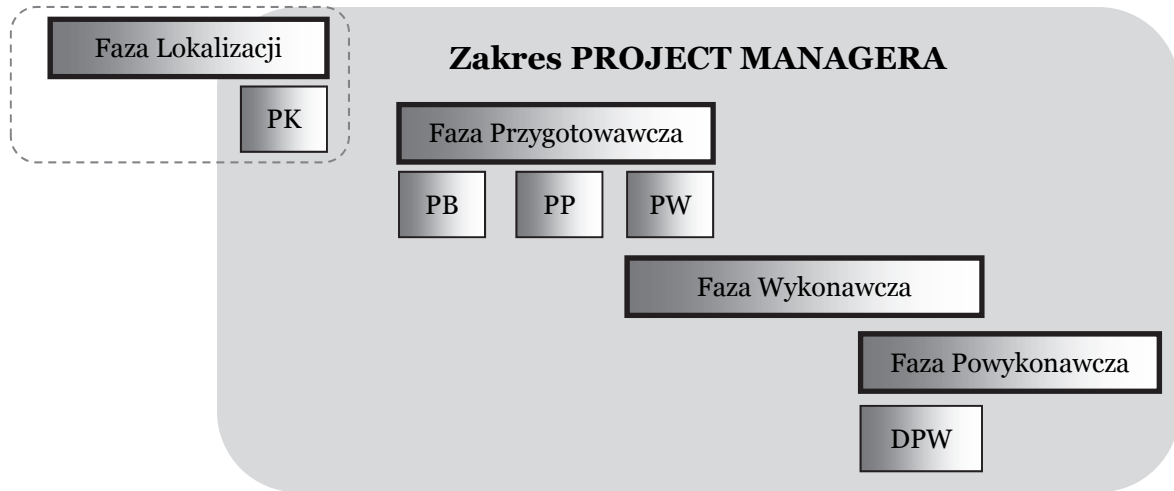 Faza Lokalizacji
Zakres PROJECT MANAGERA
PK
Faza Przygotowawcza
PB
PP
PW
Faza Wykonawcza
Faza Powykonawcza
DPW